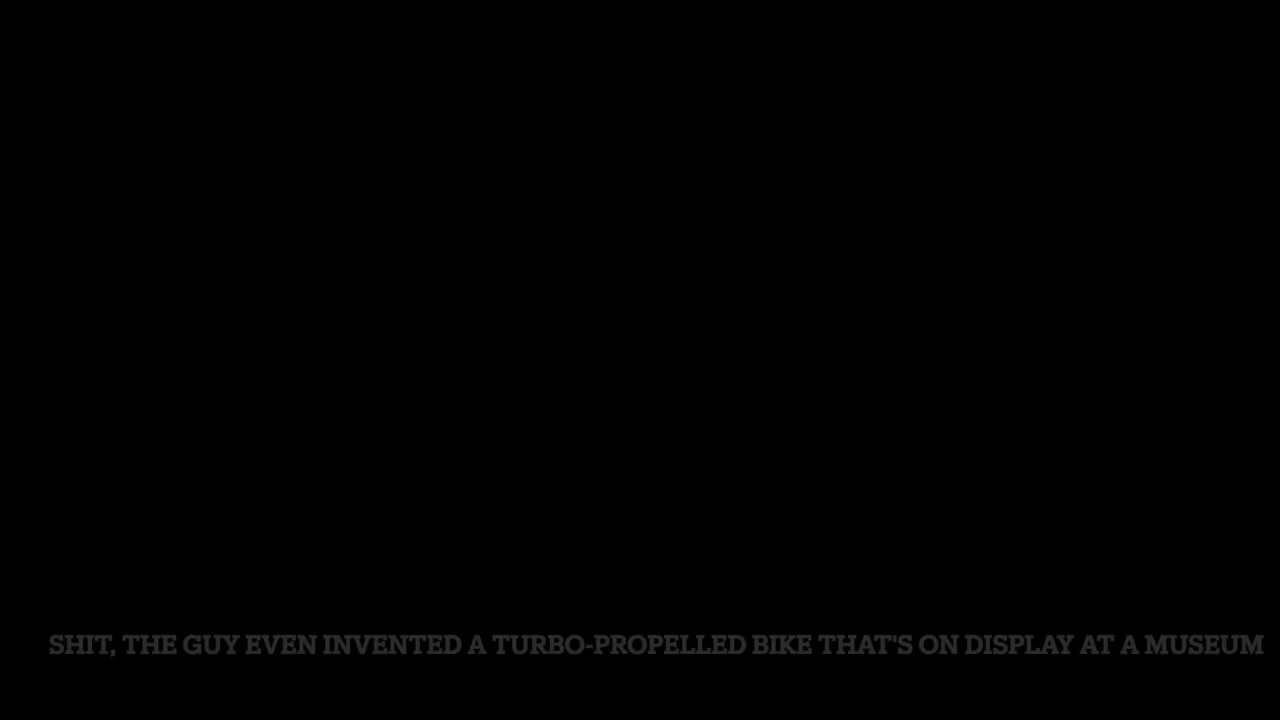 SHIT, THE GUY EVEN INVENTED A TURBO-PROPELLED BIKE THAT'S ON DISPLAY AT A MUSEUM